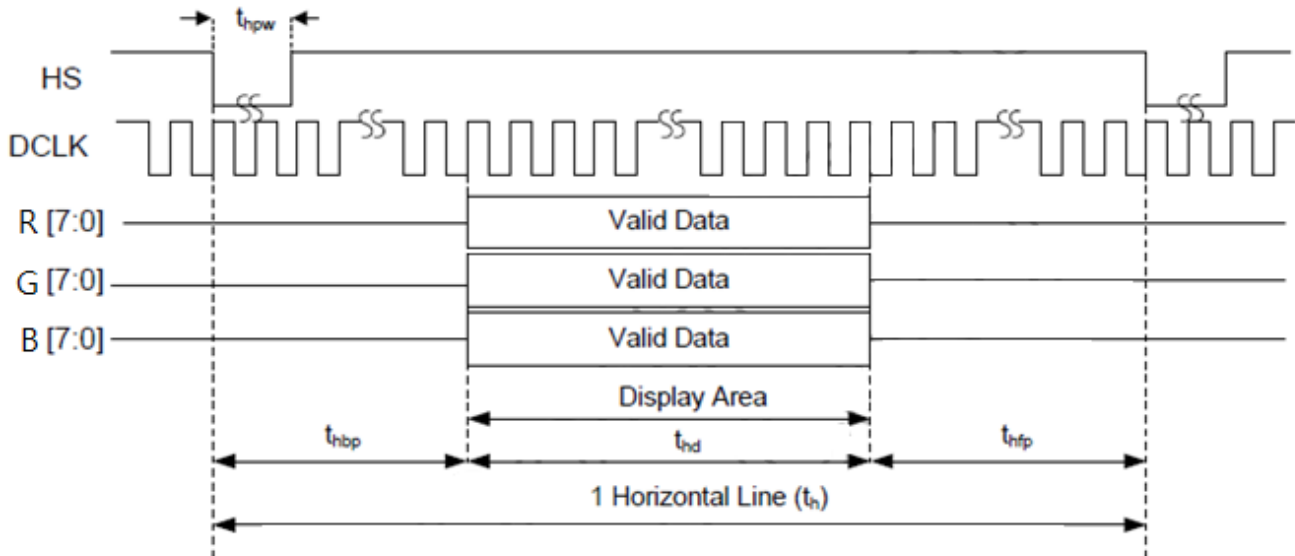 thpw
HS
DCLK
R [7:0] Valid Data
G [7:0] Valid Data
B [7:0] Valid Data
Display Area
thbp thd thfp
1 Horizontal Line (th)